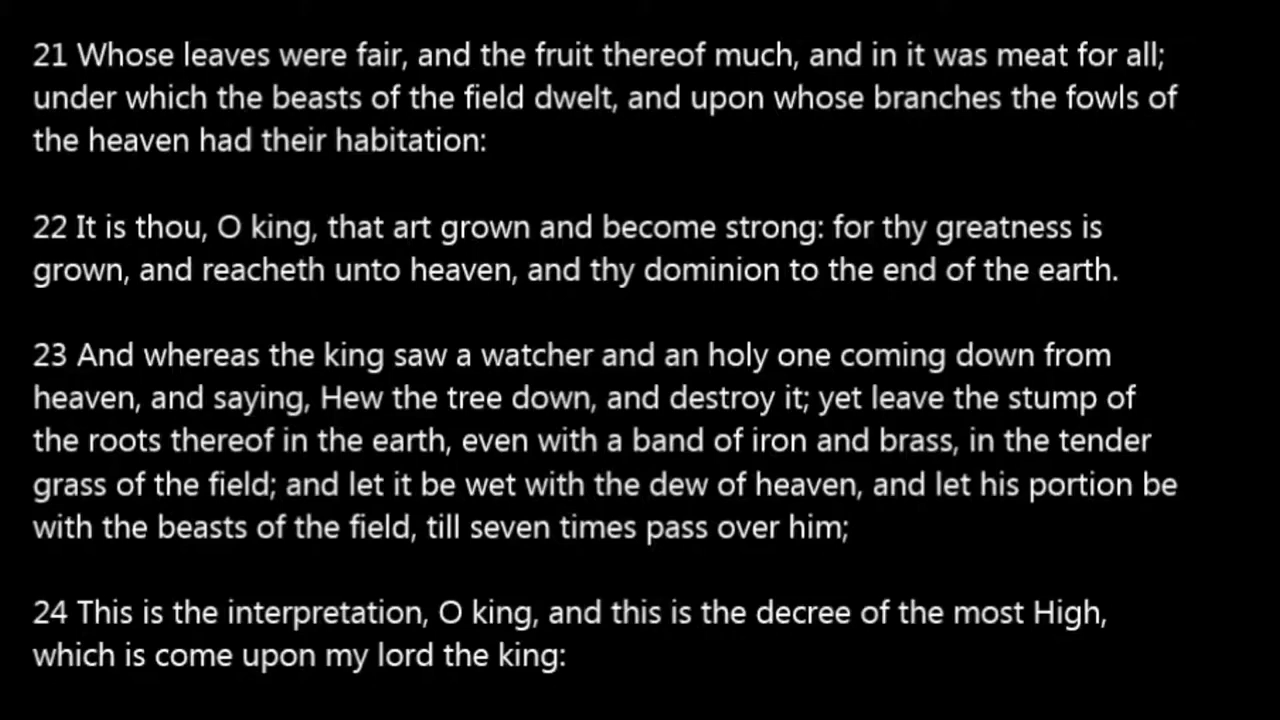 21 Whose leaves were fair, and the fruit thereof much, and in it was meat for all;
under which the beasts of the field dwelt, and upon whose branches the fowls of
the heaven had their habitation:
22 It is thou, O king, that art grown and become strong: for thy greatness is
grown, and reacheth unto heaven, and thy dominion to the end of the earth.
23 And whereas the king saw a watcher and an holy one coming down from
heaven, and saying, Hew the tree down, and destroy it; yet leave the stump of
the roots thereof in the earth, even with a band of iron and brass, in the tender
grass of the field; and let it be wet with the dew of heaven, and let his portion be
with the beasts of the field, till seven times pass over him;
24 This is the interpretation, O king, and this is the decree of the most High,
which is come upon my lord the king: